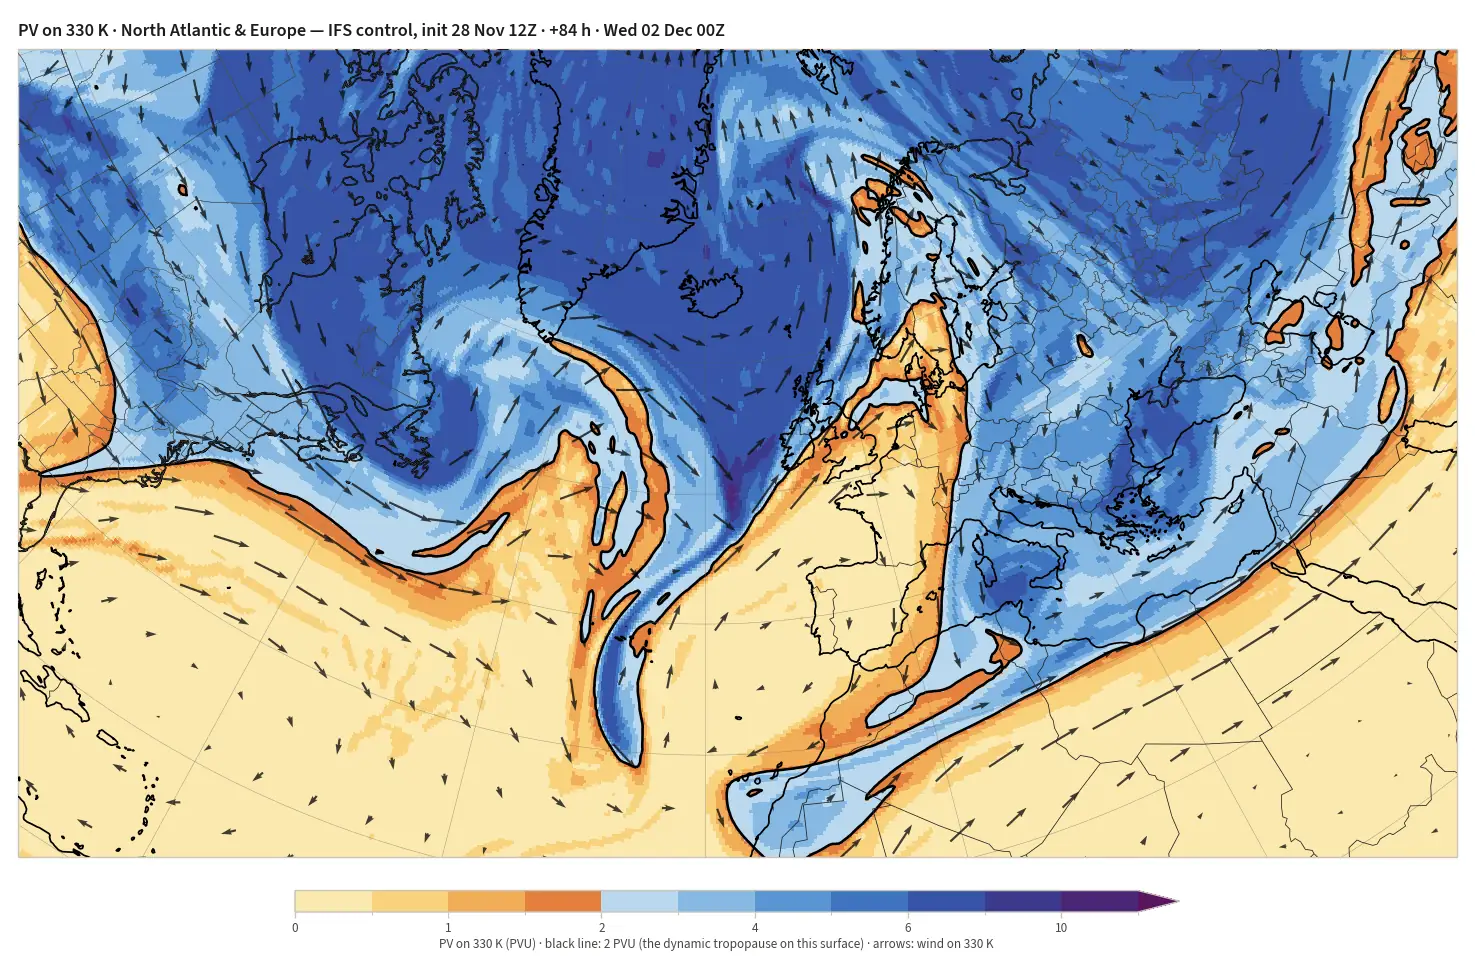 PV on 330 K · North Atlantic & Europe — IFS control, init 28 Nov 12Z · +84 h · Wed 02 Dec 00Z
0 1 2 4 6 10
PV on 330 K (PVU) · black line: 2 PVU (the dynamic tropopause on this surface) · arrows: wind on 330 K